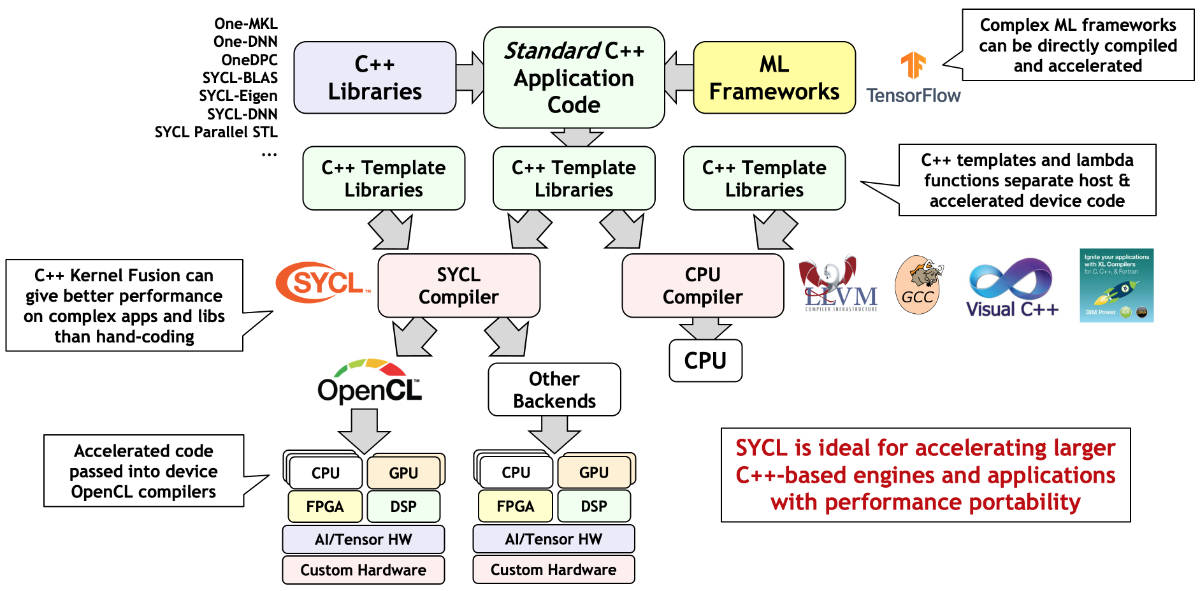 One-MKL
One-DNN
OneDPC
SYCL-BLAS
SYCL-Eigen
SYCL-DNN
SYCL Parallel STL
...
C++
Libraries
Standard C++
Application
Code
ML
Frameworks
TensorFlow
Complex ML frameworks
can be directly compiled
and accelerated
C++ Template
Libraries
C++ Template
Libraries
C++ Template
Libraries
C++ templates and lambda
functions separate host &
accelerated device code
C++ Kernel Fusion can
give better performance
on complex apps and libs
than hand-coding
SYCL™
SYCL
Compiler
CPU
Compiler
LLVM
COMPILER INFRASTRUCTURE
GCC
Visual C++
Ignite your applications
with XL Compilers
for C, C++ & Fortran
IBM Power
CPU
OpenCL™
Other
Backends
Accelerated code
passed into device
OpenCL compilers
CPU
GPU
FPGA
DSP
AI/Tensor HW
Custom Hardware
CPU
GPU
FPGA
DSP
AI/Tensor HW
Custom Hardware
SYCL is ideal for accelerating larger
C++-based engines and applications
with performance portability